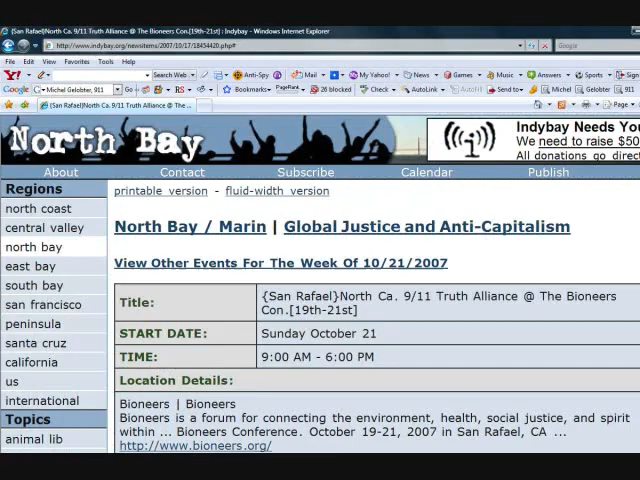 {San Rafael}North Ca. 9/11 Truth Alliance @ The Bioneers Con.[19th-21st] : Indybay - Windows Internet Explorer
http://www.indybay.org/newsitems/2007/10/17/18454420.php#
Google
File Edit View Favorites Tools Help
Y! Search Web Anti-Spy Mail My Yahoo! News Games Music Answers Sports Sign
Google Michel Gelobter, 911 Go RS Bookmarks PageRank 26 blocked Check AutoLink AutoFill Send to Michel Gelobter 911
{San Rafael}North Ca. 9/11 Truth Alliance @ The ... Page
North Bay
Indybay Needs You
We need to raise $50
All donations go direct
About Contact Subscribe Calendar Publish
Regions
north coast
central valley
north bay
east bay
south bay
san francisco
peninsula
santa cruz
california
us
international
Topics
animal lib
printable version - fluid-width version
North Bay / Marin | Global Justice and Anti-Capitalism
View Other Events For The Week Of 10/21/2007
Title: {San Rafael}North Ca. 9/11 Truth Alliance @ The Bioneers
Con.[19th-21st]
START DATE: Sunday October 21
TIME: 9:00 AM - 6:00 PM
Location Details:
Bioneers | Bioneers
Bioneers is a forum for connecting the environment, health, social justice, and spirit
within ... Bioneers Conference. October 19-21, 2007 in San Rafael, CA ...
http://www.bioneers.org/